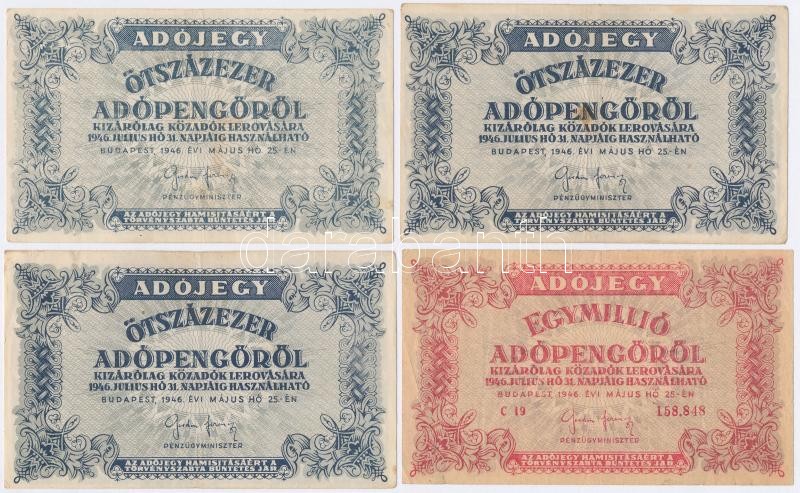 ADÓJEGY
ÖTSZÁZEZER
ADÓPENGŐRŐL
KIZÁRÓLAG KÖZADÓK LEROVÁSÁRA
1946. JULIUS HÓ 31. NAPJÁIG HASZNÁLHATÓ
BUDAPEST, 1946. ÉVI MÁJUS HÓ 25.-ÉN
PÉNZÜGYMINISZTER
AZ ADÓJEGY HAMISÍTÁSÁÉRT A
TÖRVÉNYSZABTA BÜNTETÉS JÁR
ADÓJEGY
ÖTSZÁZEZER
ADÓPENGŐRŐL
KIZÁRÓLAG KÖZADÓK LEROVÁSÁRA
1946. JULIUS HÓ 31. NAPJÁIG HASZNÁLHATÓ
BUDAPEST, 1946. ÉVI MÁJUS HÓ 25.-ÉN
PÉNZÜGYMINISZTER
AZ ADÓJEGY HAMISÍTÁSÁÉRT A
TÖRVÉNYSZABTA BÜNTETÉS JÁR
darabanth
ADÓJEGY
ÖTSZÁZEZER
ADÓPENGŐRŐL
KIZÁRÓLAG KÖZADÓK LEROVÁSÁRA
1946. JULIUS HÓ 31. NAPJÁIG HASZNÁLHATÓ
BUDAPEST, 1946. ÉVI MÁJUS HÓ 25.-ÉN
PÉNZÜGYMINISZTER
AZ ADÓJEGY HAMISÍTÁSÁÉRT A
TÖRVÉNYSZABTA BÜNTETÉS JÁR
ADÓJEGY
EGYMILLIÓ
ADÓPENGŐRŐL
KIZÁRÓLAG KÖZADÓK LEROVÁSÁRA
1946. JULIUS HÓ 31. NAPJÁIG HASZNÁLHATÓ
BUDAPEST, 1946. ÉVI MÁJUS HÓ 25.-ÉN
C 19 158,848
PÉNZÜGYMINISZTER
AZ ADÓJEGY HAMISÍTÁSÁÉRT A
TÖRVÉNYSZABTA BÜNTETÉS JÁR